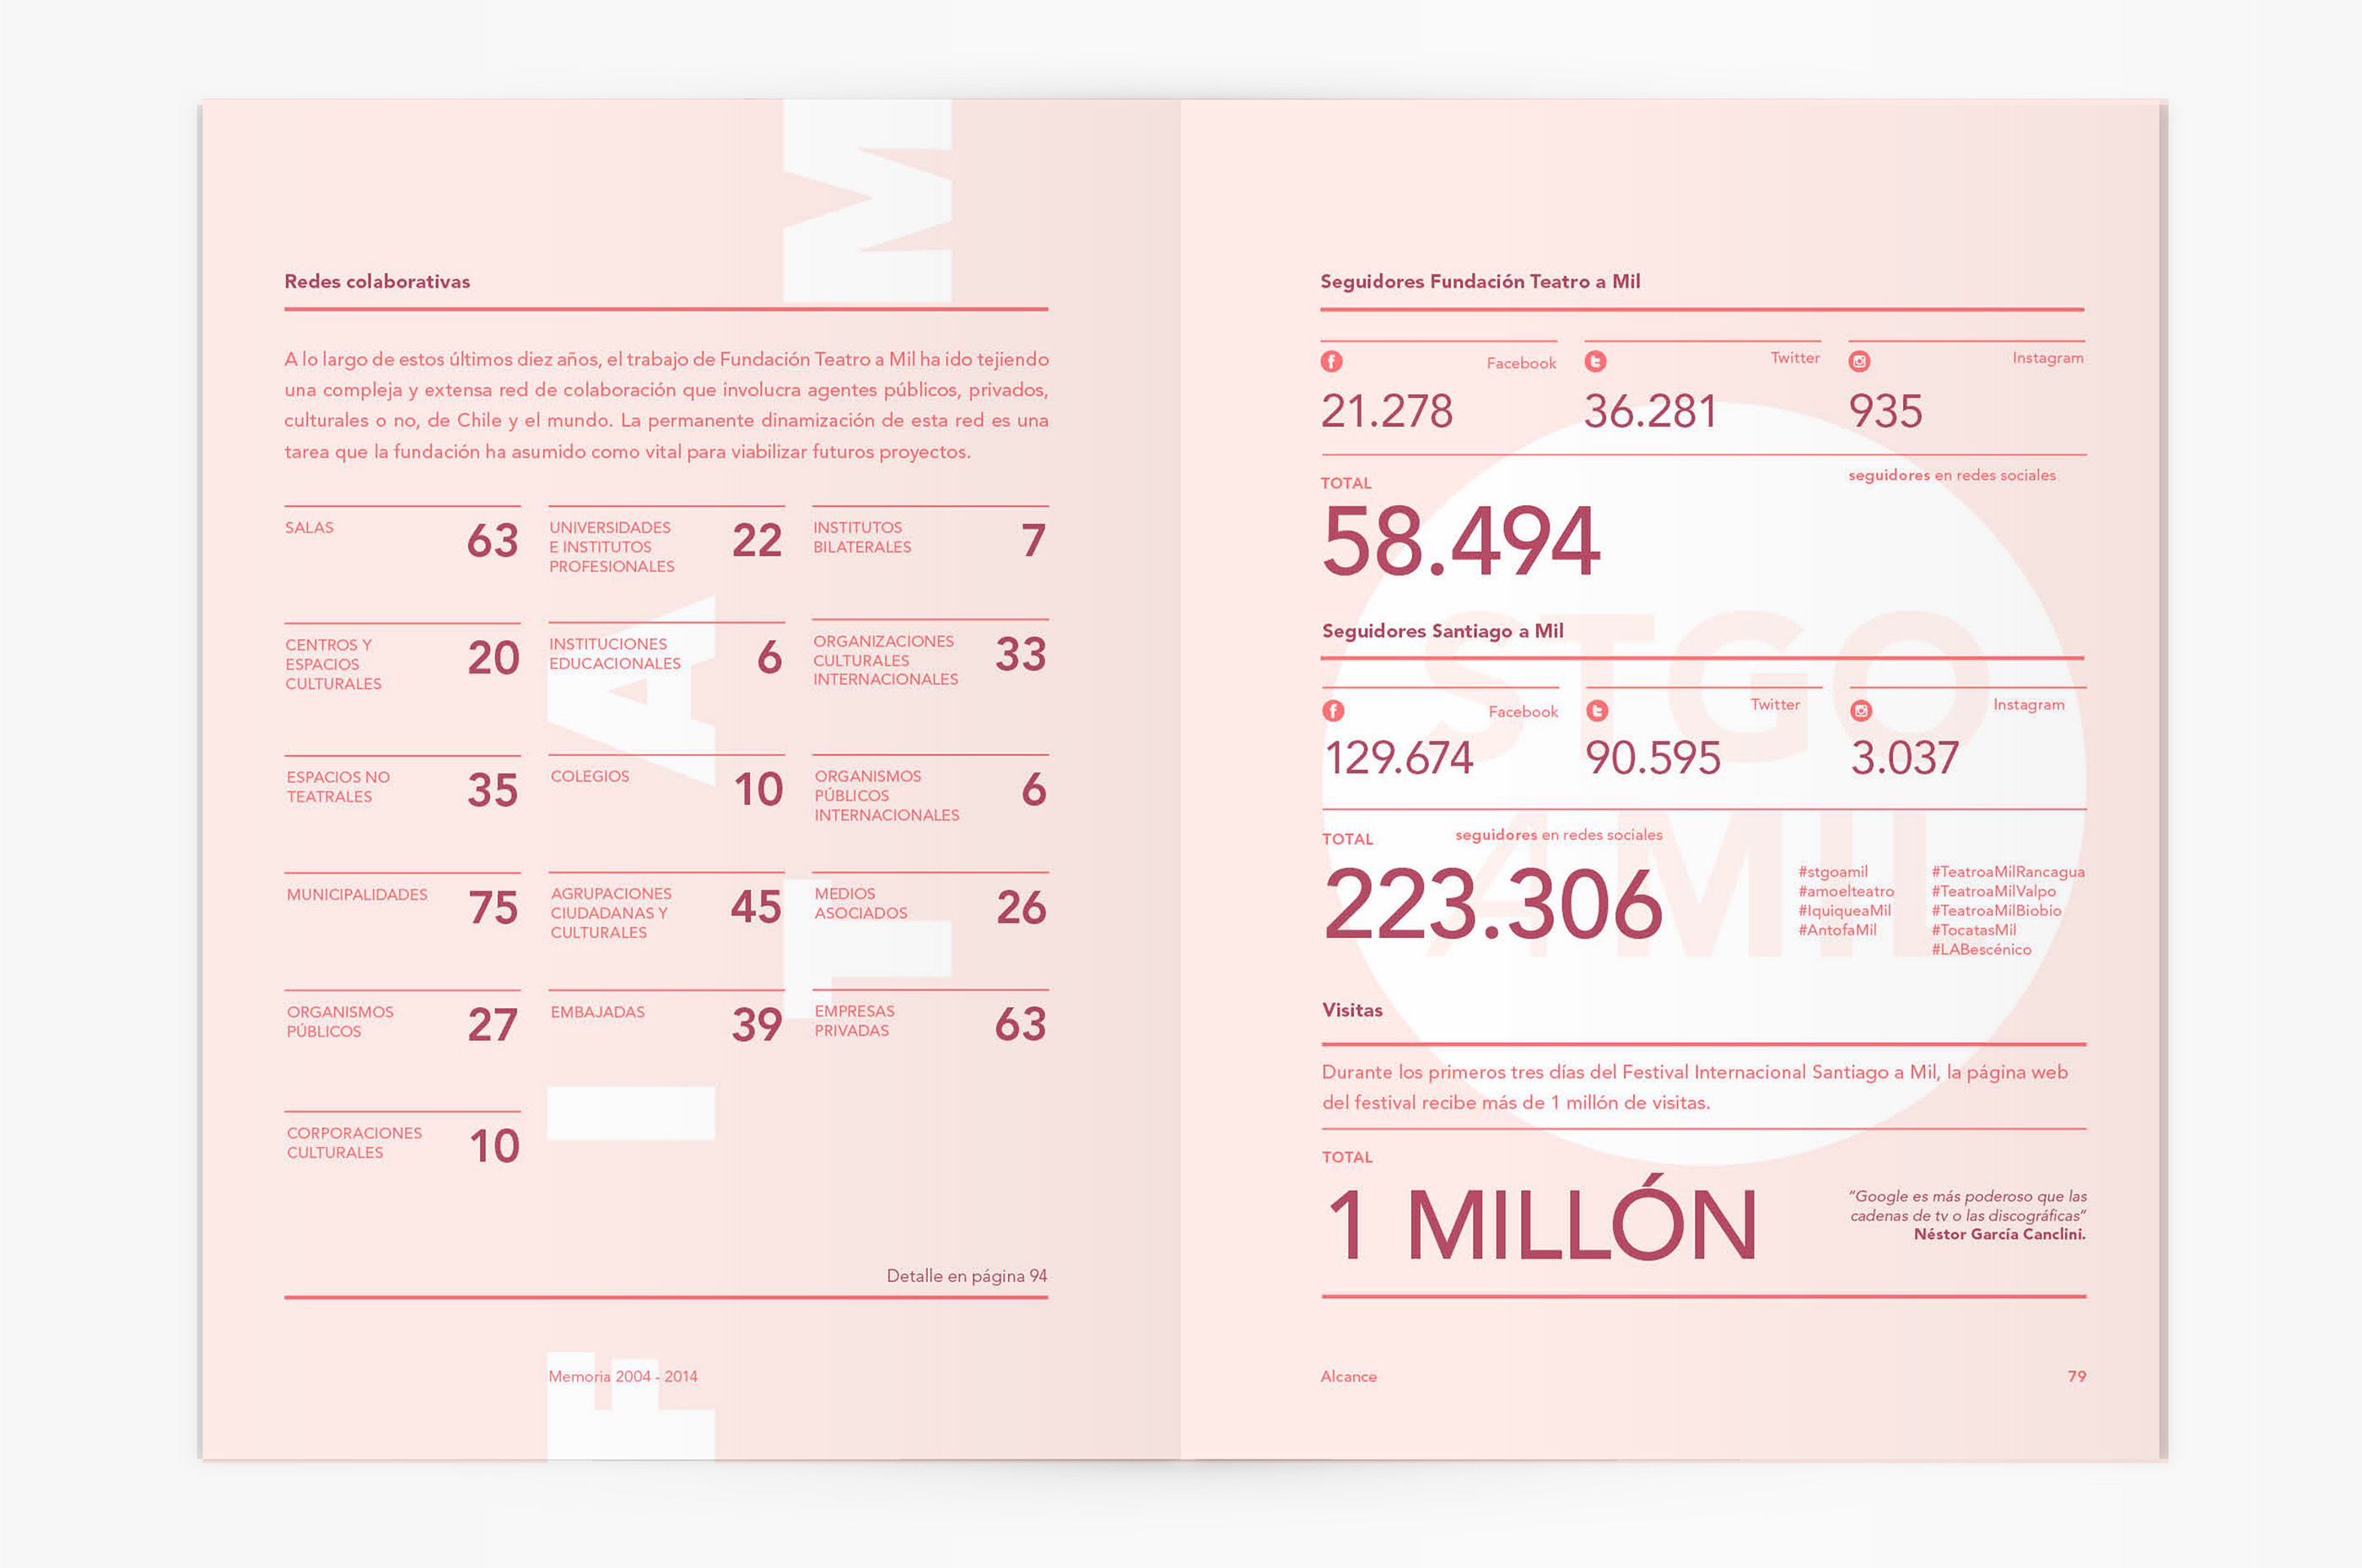 M
Redes colaborativas
A lo largo de estos últimos diez años, el trabajo de Fundación Teatro a Mil ha ido tejiendo
una compleja y extensa red de colaboración que involucra agentes públicos, privados,
culturales o no, de Chile y el mundo. La permanente dinamización de esta red es una
tarea que la fundación ha asumido como vital para viabilizar futuros proyectos.
SALAS 63
UNIVERSIDADES
E INSTITUTOS
PROFESIONALES
22
INSTITUTOS
BILATERALES
7
CENTROS Y
ESPACIOS
CULTURALES
20
INSTITUCIONES
EDUCACIONALES
6
ORGANIZACIONES
CULTURALES
INTERNACIONALES
33
A
ESPACIOS NO
TEATRALES
35
COLEGIOS 10
ORGANISMOS
PÚBLICOS
INTERNACIONALES
6
MUNICIPALIDADES 75
AGRUPACIONES
CIUDADANAS Y
CULTURALES
45
MEDIOS
ASOCIADOS
26
T
ORGANISMOS
PÚBLICOS
27
EMBAJADAS 39
EMPRESAS
PRIVADAS
63
I
CORPORACIONES
CULTURALES
10
Detalle en página 94
F
Memoria 2004 - 2014
Seguidores Fundación Teatro a Mil
Facebook
21.278
Twitter
36.281
Instagram
935
TOTAL
seguidores en redes sociales
58.494
STGO
A MIL
Seguidores Santiago a Mil
Facebook
129.674
Twitter
90.595
Instagram
3.037
TOTAL
seguidores en redes sociales
223.306
#stgoamil
#amoelteatro
#IquiqueaMil
#AntofaMil
#TeatroaMilRancagua
#TeatroaMilValpo
#TeatroaMilBiobio
#TocatasMil
#LABescénico
Visitas
Durante los primeros tres días del Festival Internacional Santiago a Mil, la página web
del festival recibe más de 1 millón de visitas.
TOTAL
1 MILLÓN
“Google es más poderoso que las
cadenas de tv o las discográficas”
Néstor García Canclini.
Alcance
79